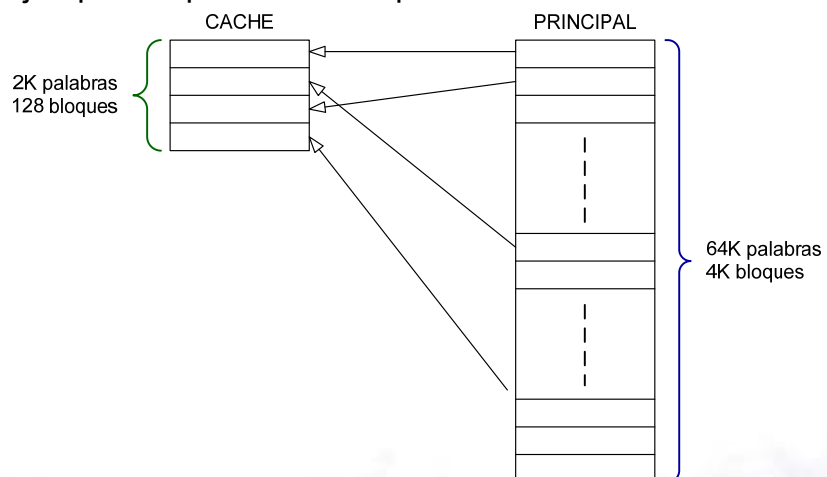 CACHE
PRINCIPAL
2K palabras
128 bloques
64K palabras
4K bloques